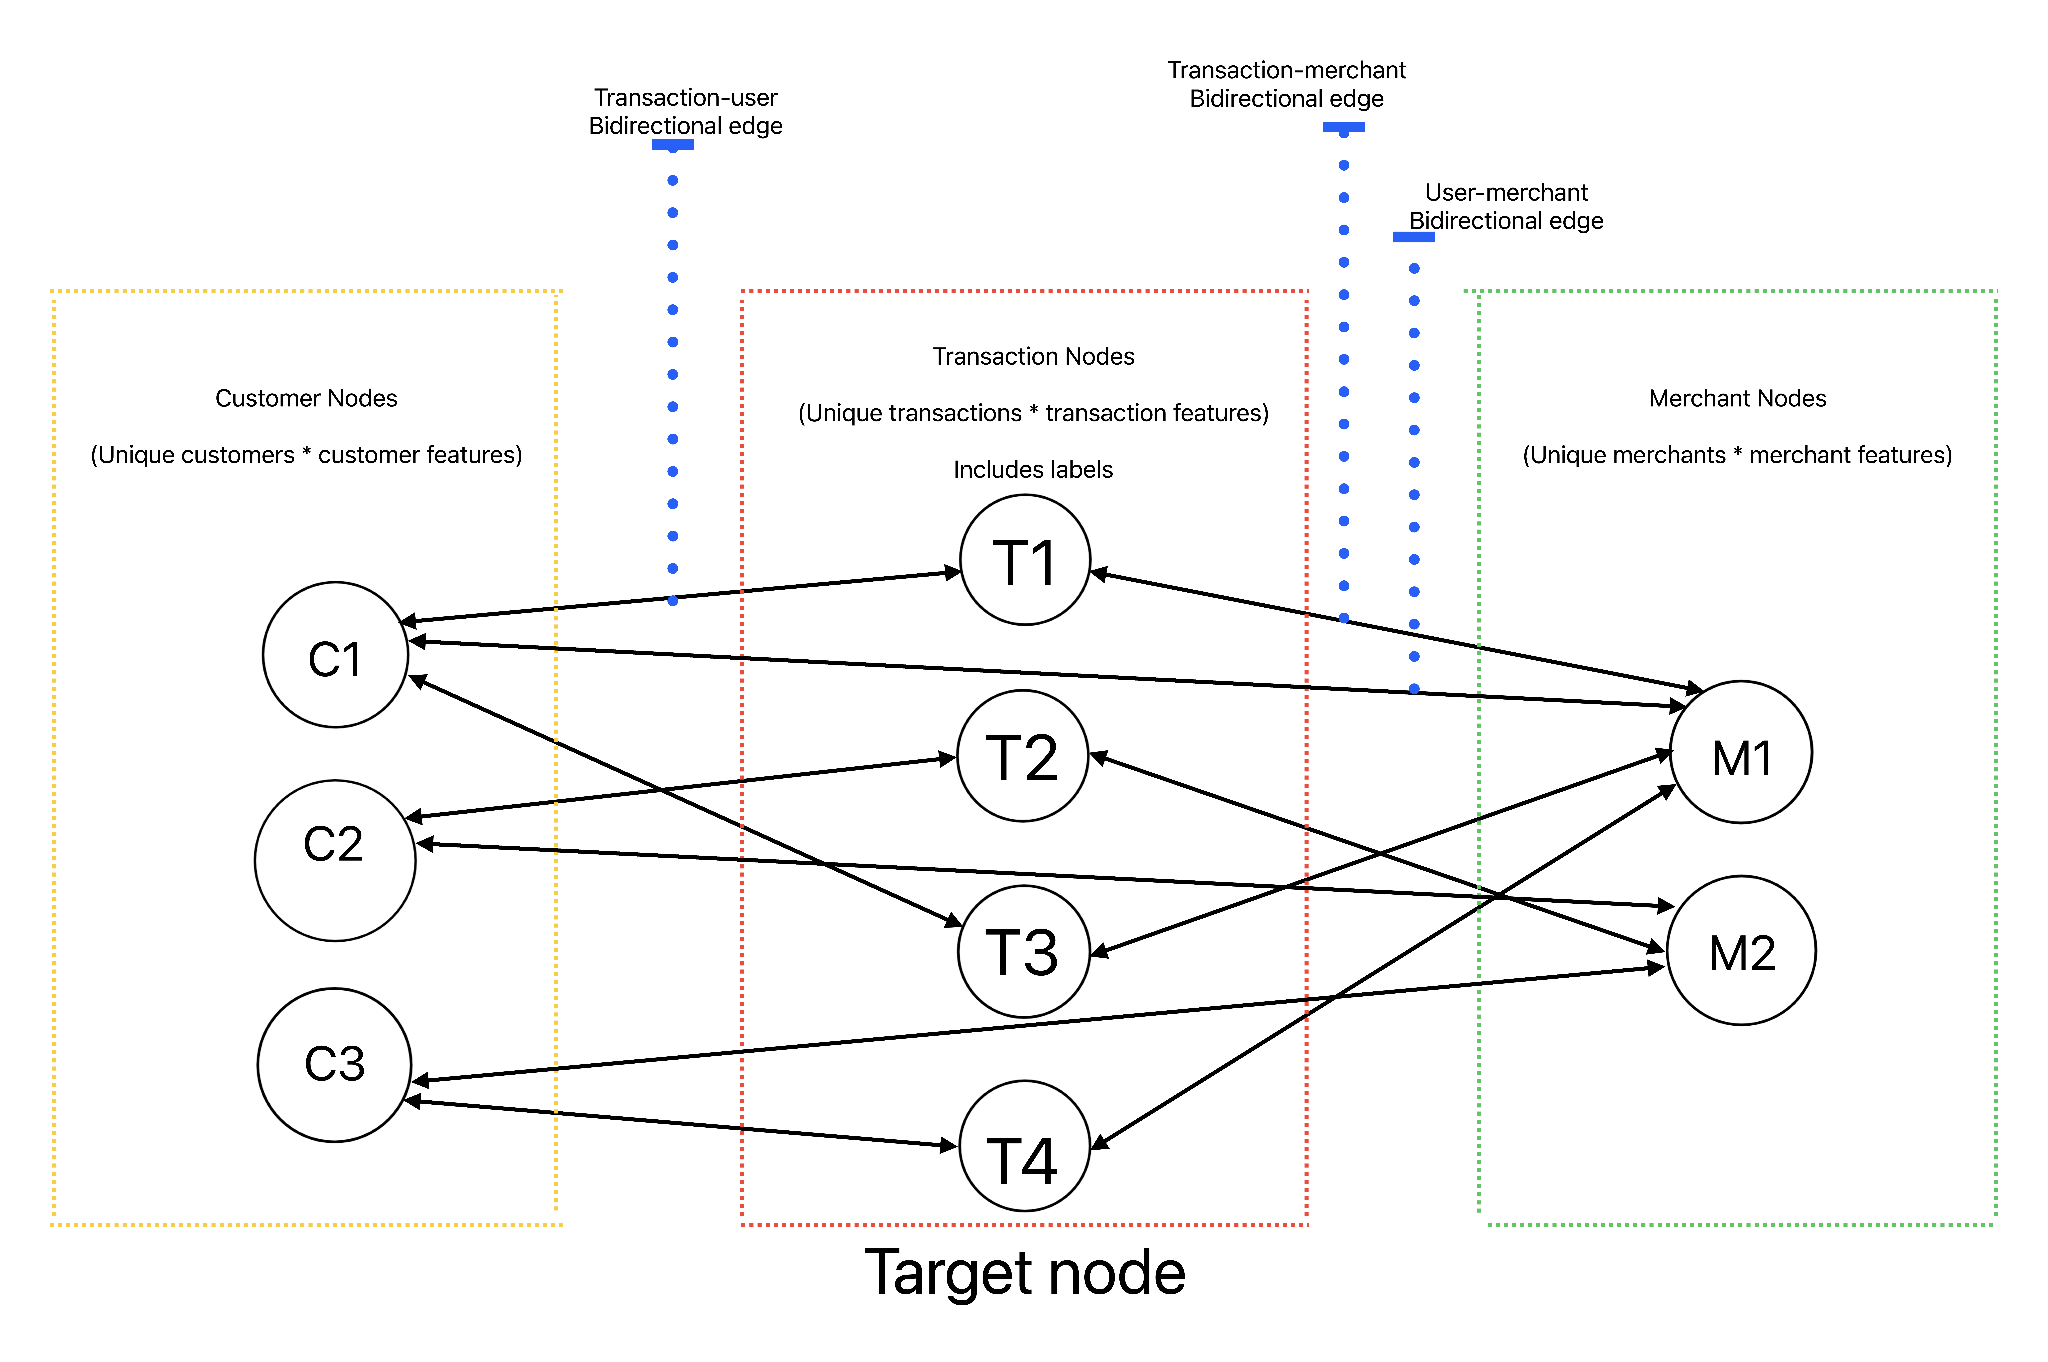 Transaction-user
Bidirectional edge
Transaction-merchant
Bidirectional edge
User-merchant
Bidirectional edge
Customer Nodes
(Unique customers * customer features)
Transaction Nodes
(Unique transactions * transaction features)
Includes labels
Merchant Nodes
(Unique merchants * merchant features)
T1
C1
T2
M1
C2
T3
M2
C3
T4
Target node